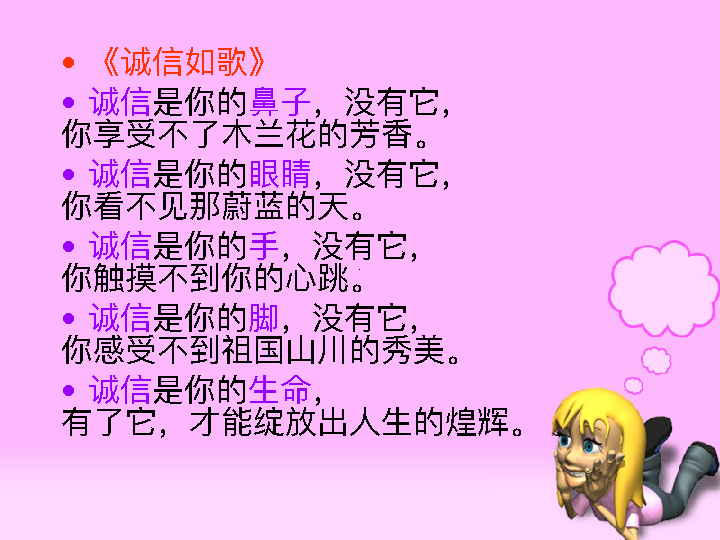 • 《诚信如歌》
• 诚信是你的鼻子，没有它，
你享受不了木兰花的芳香。
• 诚信是你的眼睛，没有它，
你看不见那蔚蓝的天。
• 诚信是你的手，没有它，
你触摸不到你的心跳。
• 诚信是你的脚，没有它，
你感受不到祖国山川的秀美。
• 诚信是你的生命，
有了它，才能绽放出人生的煌辉。